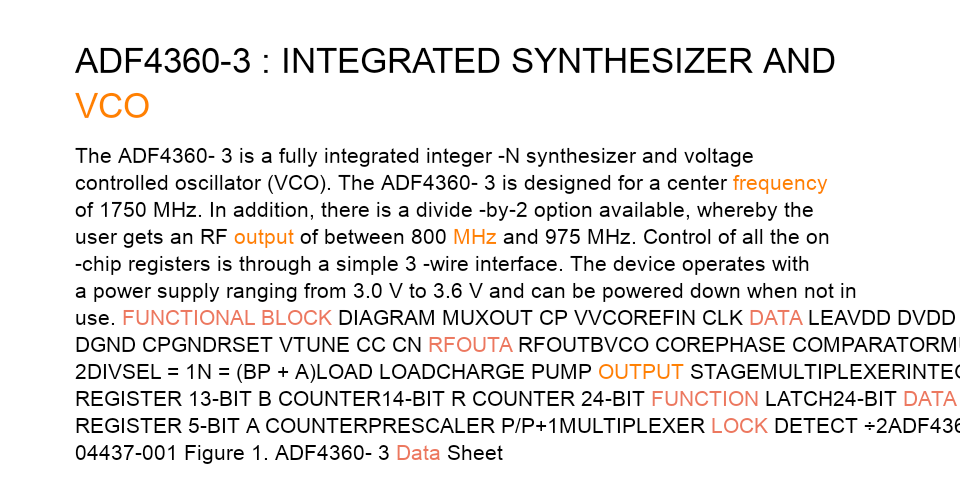 ADF4360-3 : INTEGRATED SYNTHESIZER AND
VCO
The ADF4360- 3 is a fully integrated integer -N synthesizer and voltage
controlled oscillator (VCO). The ADF4360- 3 is designed for a center frequency
of 1750 MHz. In addition, there is a divide -by-2 option available, whereby the
user gets an RF output of between 800 MHz and 975 MHz. Control of all the on
-chip registers is through a simple 3 -wire interface. The device operates with
a power supply ranging from 3.0 V to 3.6 V and can be powered down when not in
use. FUNCTIONAL BLOCK DIAGRAM MUXOUT CP VVCOREFIN CLK DATA LEAVDD DVDD
DGND CPGNDRSET VTUNE CC CN RFOUTA RFOUTBVCO COREPHASE
2DIVSEL = 1N = (BP + A)LOAD LOADCHARGE PUMP OUTPUT
REGISTER 13-BIT B COUNTER14-BIT R COUNTER 24-BIT FUNCTION LATCH24-BIT DATA
REGISTER 5-BIT A COUNTERPRESCALER P/P+1MULTIPLEXER LOCK DETECT
04437-001 Figure 1. ADF4360- 3 Data Sheet